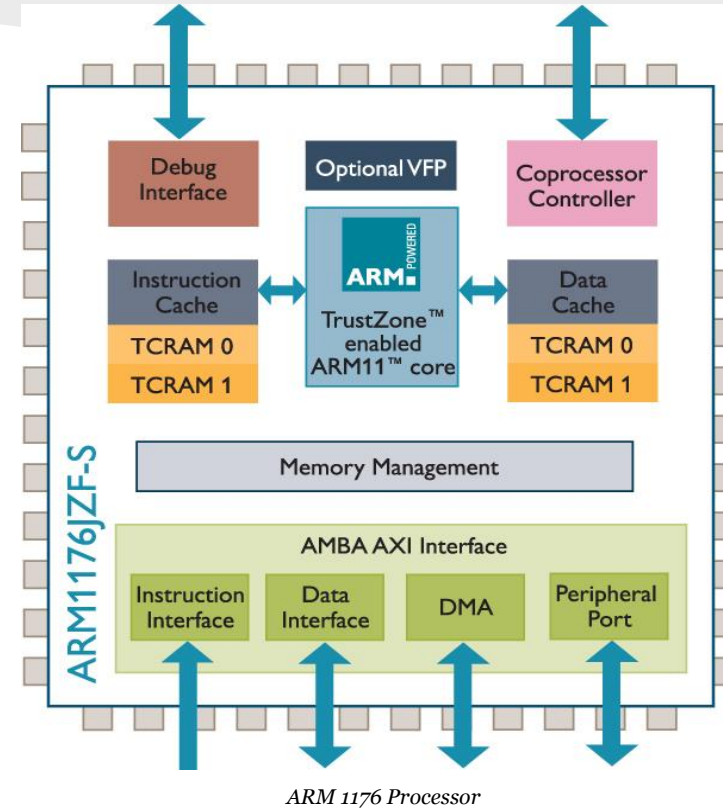 Debug
Interface
Optional VFP
Coprocessor
Controller
Instruction
Cache
TCRAM 0
TCRAM 1
ARM
POWERED
TrustZone™
enabled
ARM11™ core
Data
Cache
TCRAM 0
TCRAM 1
Memory Management
ARM1176JZF-S
AMBA AXI Interface
Instruction
Interface
Data
Interface
DMA
Peripheral
Port
ARM 1176 Processor